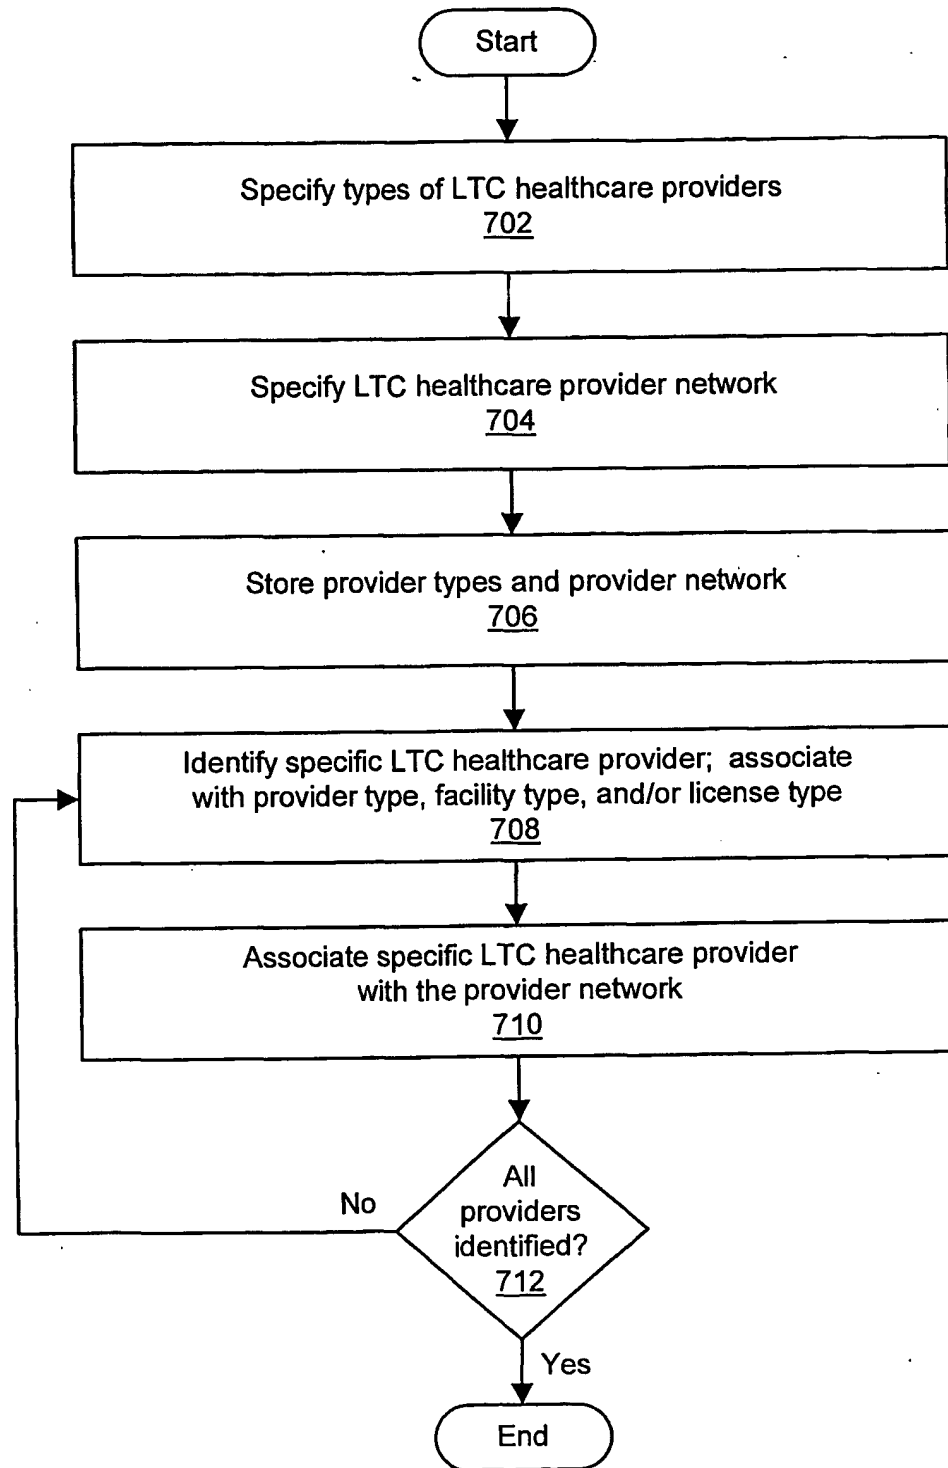 Start
Specify types of LTC healthcare providers
702
Specify LTC healthcare provider network
704
Store provider types and provider network
706
Identify specific LTC healthcare provider; associate
with provider type, facility type, and/or license type
708
Associate specific LTC healthcare provider
with the provider network
710
All
providers
identified?
712
No
Yes
End